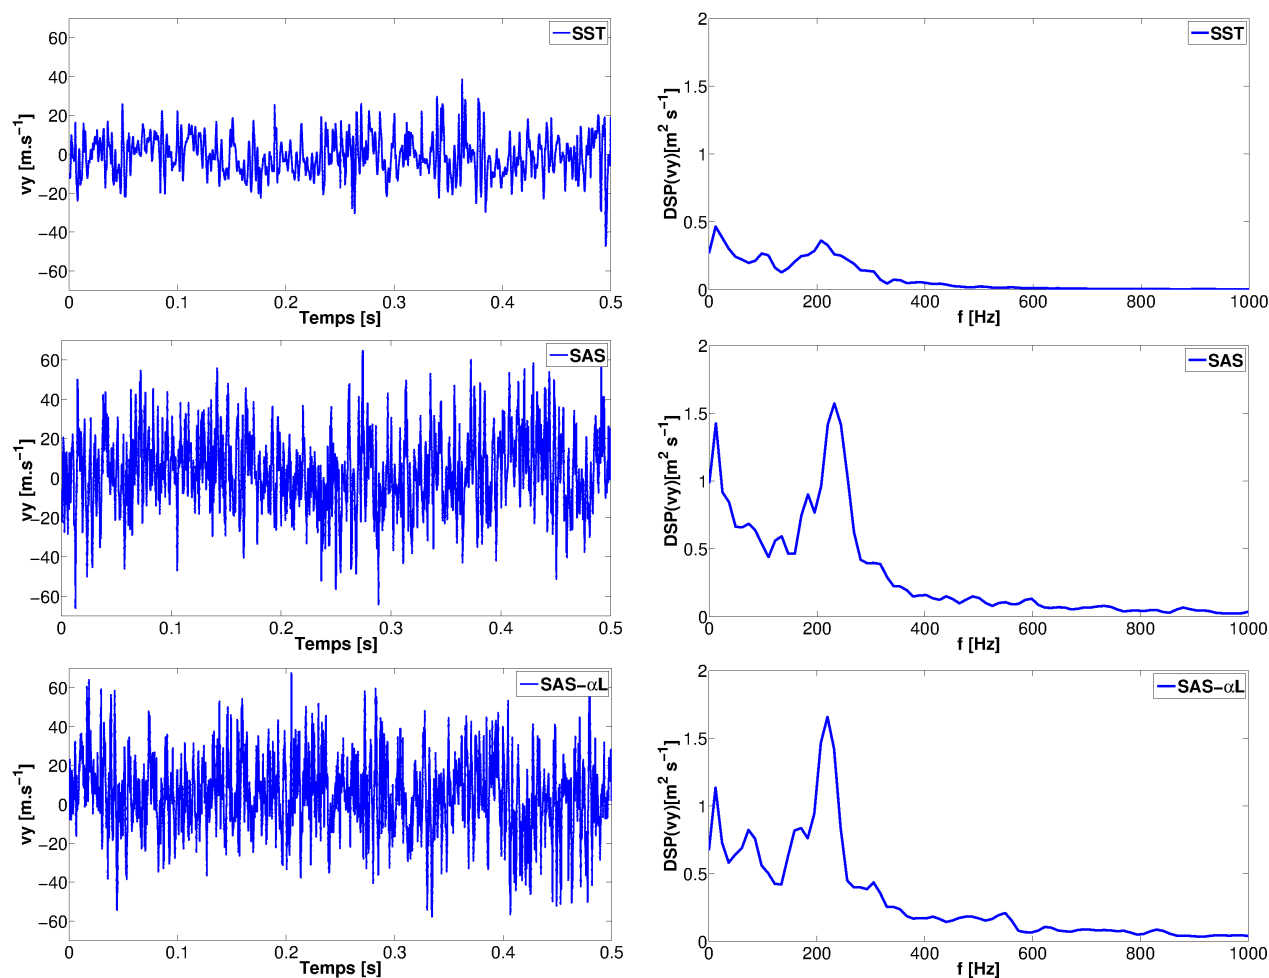 SST
60
40
20
0
−20
−40
−60
vy [m.s−1]
0 0.1 0.2 0.3 0.4 0.5
Temps [s]
SST
2
1.5
1
0.5
0
DSP(vy)[m² s−1]
0 200 400 600 800 1000
f [Hz]
SAS
60
40
20
0
−20
−40
−60
vy [m.s−1]
0 0.1 0.2 0.3 0.4 0.5
Temps [s]
SAS
2
1.5
1
0.5
0
DSP(vy)[m² s−1]
0 200 400 600 800 1000
f [Hz]
SAS-αL
60
40
20
0
−20
−40
−60
vy [m.s−1]
0 0.1 0.2 0.3 0.4 0.5
Temps [s]
SAS-αL
2
1.5
1
0.5
0
DSP(vy)[m² s−1]
0 200 400 600 800 1000
f [Hz]